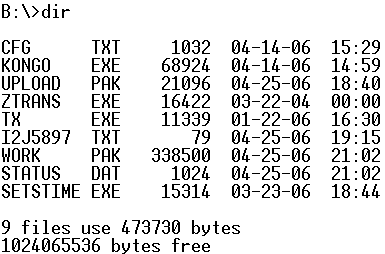 B:\>dir
CFG      TXT      1032  04-14-06  15:29
KONGO    EXE     68924  04-14-06  14:59
UPLOAD   PAK     21096  04-25-06  18:40
ZTRANS   EXE     16422  03-22-04  00:00
TX       EXE     11339  01-22-06  16:30
I2J5897  TXT        79  04-25-06  19:15
WORK     PAK    338500  04-25-06  21:02
STATUS   DAT      1024  04-25-06  21:02
SETSTIME EXE     15314  03-23-06  18:44
9 files use 473730 bytes
1024065536 bytes free